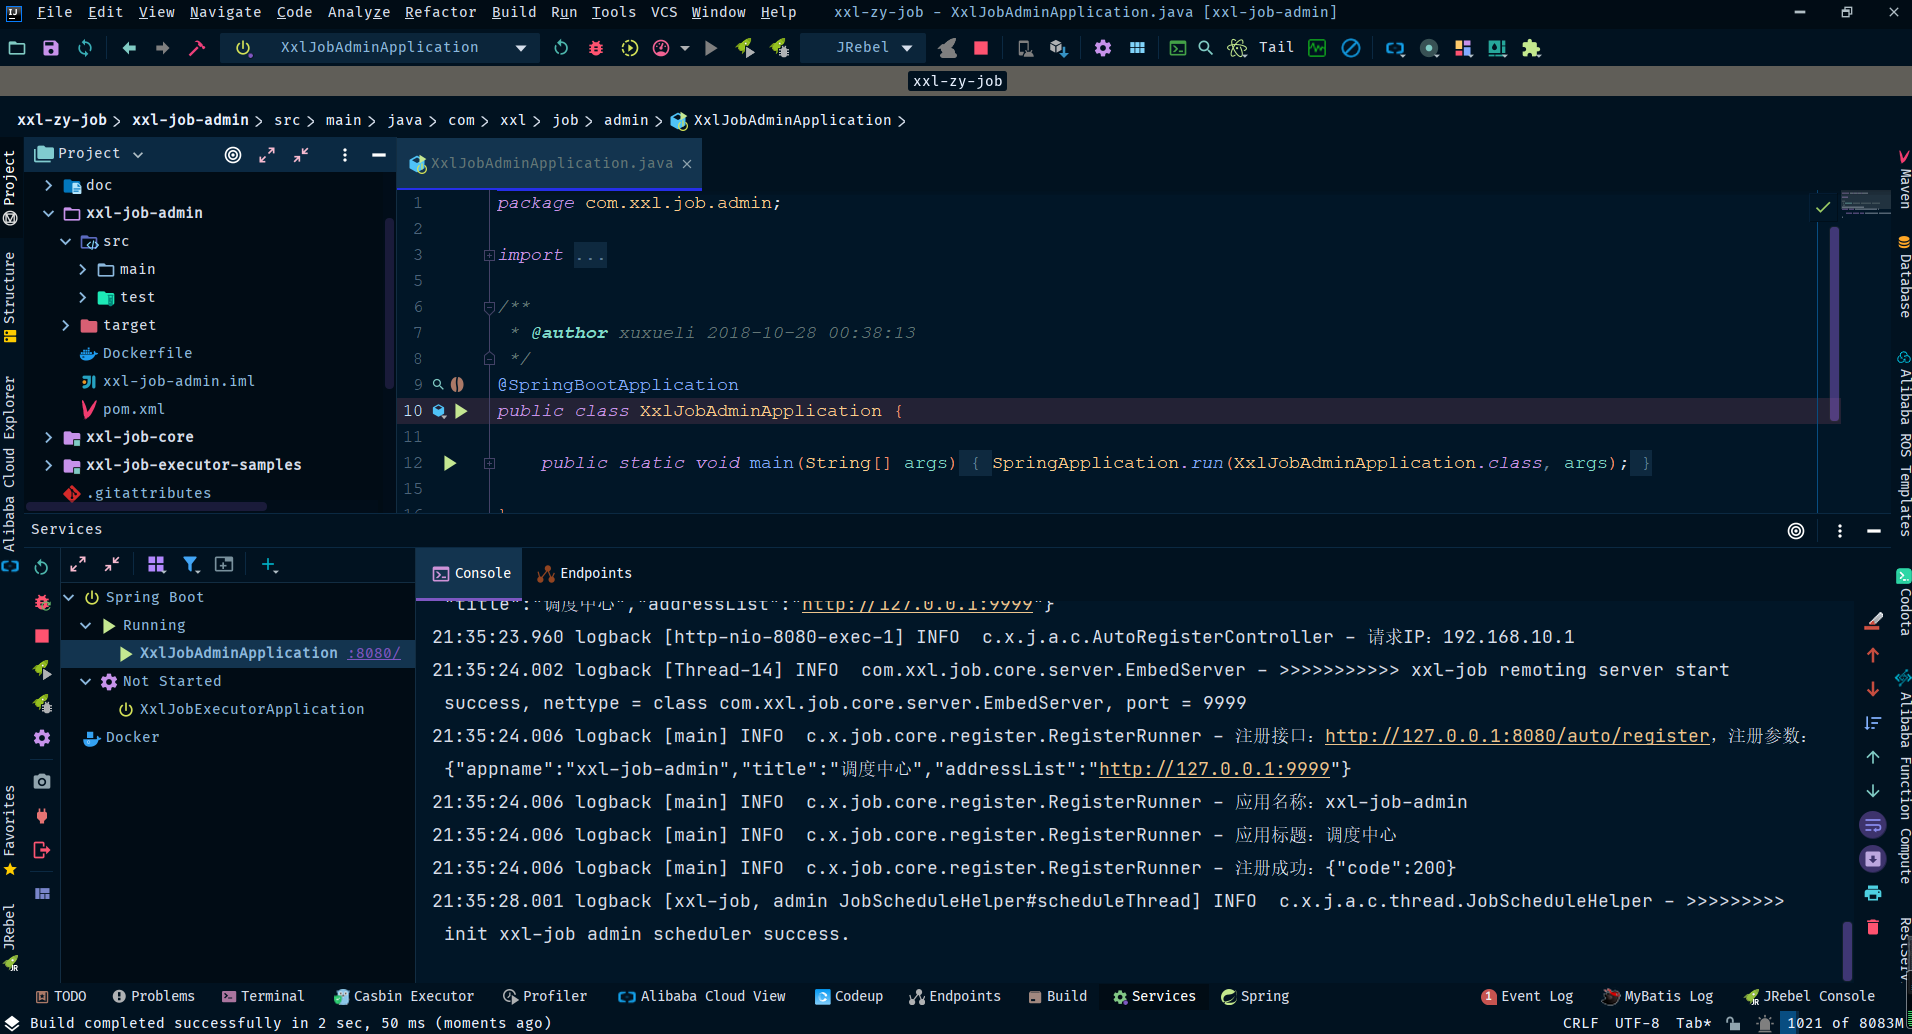 File Edit View Navigate Code Analyze Refactor Build Run Tools VCS Window Help xxl-zy-job - XxlJobAdminApplication.java [xxl-job-admin]
XxlJobAdminApplication JRebel Tail
xxl-zy-job
xxl-zy-job > xxl-job-admin > src > main > java > com > xxl > job > admin > XxlJobAdminApplication >
Project
doc
xxl-job-admin
src
main
test
target
Dockerfile
xxl-job-admin.iml
pom.xml
xxl-job-core
xxl-job-executor-samples
.gitattributes
XxlJobAdminApplication.java
1 package com.xxl.job.admin;
2
3 import ...
5
6 /**
7 * @author xuxueli 2018-10-28 00:38:13
8 */
9 @SpringBootApplication
10 public class XxlJobAdminApplication {
11
12 public static void main(String[] args) { SpringApplication.run(XxlJobAdminApplication.class, args); }
15
16 }
Project
Structure
Alibaba Cloud Explorer
Favorites
JRebel
Maven
Database
Alibaba ROS Templates
Codota
Alibaba Function Compute
Services
Spring Boot
Running
XxlJobAdminApplication :8080/
Not Started
XxlJobExecutorApplication
Docker
Console Endpoints
"title":"调度中心","addressList":"http://127.0.0.1:9999"}
21:35:23.960 logback [http-nio-8080-exec-1] INFO c.x.j.a.c.AutoRegisterController - 请求IP：192.168.10.1
21:35:24.002 logback [Thread-14] INFO com.xxl.job.core.server.EmbedServer - >>>>>>>>>>> xxl-job remoting server start
success, nettype = class com.xxl.job.core.server.EmbedServer, port = 9999
21:35:24.006 logback [main] INFO c.x.job.core.register.RegisterRunner - 注册接口：http://127.0.0.1:8080/auto/register，注册参数：
{"appname":"xxl-job-admin","title":"调度中心","addressList":"http://127.0.0.1:9999"}
21:35:24.006 logback [main] INFO c.x.job.core.register.RegisterRunner - 应用名称：xxl-job-admin
21:35:24.006 logback [main] INFO c.x.job.core.register.RegisterRunner - 应用标题：调度中心
21:35:24.006 logback [main] INFO c.x.job.core.register.RegisterRunner - 注册成功：{"code":200}
21:35:28.001 logback [xxl-job, admin JobScheduleHelper#scheduleThread] INFO c.x.j.a.c.thread.JobScheduleHelper - >>>>>>>>>
init xxl-job admin scheduler success.
TODO Problems Terminal Casbin Executor Profiler Alibaba Cloud View Codeup Endpoints Build Services Spring 1 Event Log MyBatis Log JRebel Console
Build completed successfully in 2 sec, 50 ms (moments ago) CRLF UTF-8 Tab* 1021 of 8083M